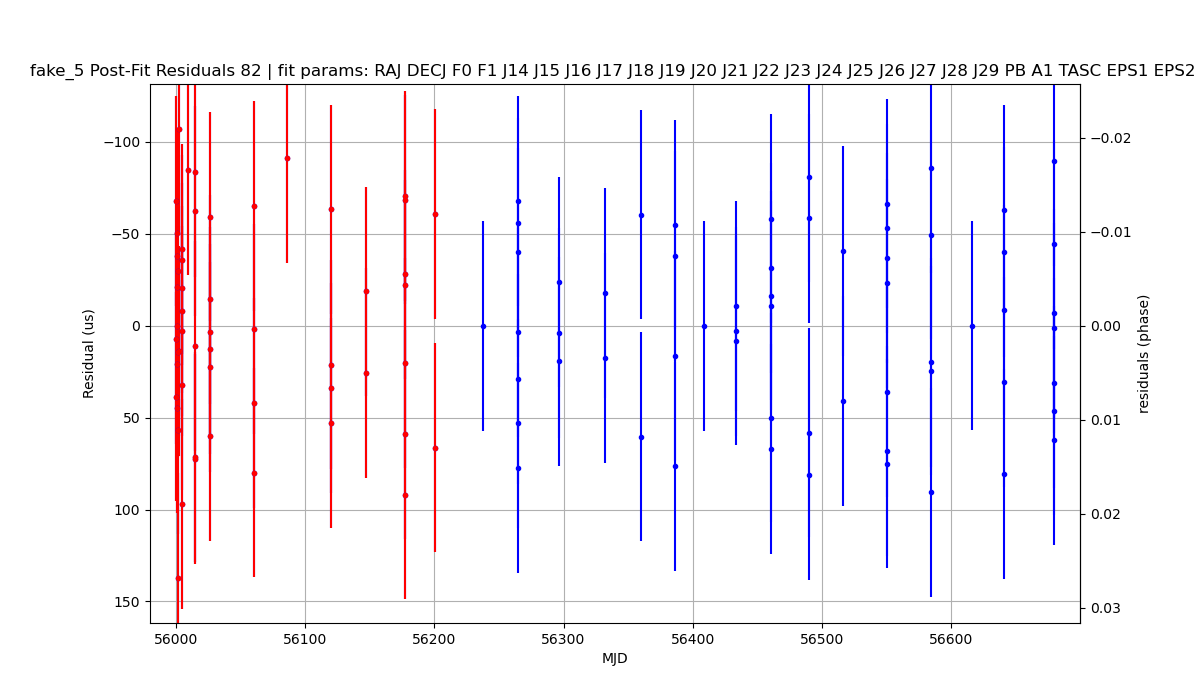 fake_5 Post-Fit Residuals 82 | fit params: RAJ DECJ F0 F1 J14 J15 J16 J17 J18 J19 J20 J21 J22 J23 J24 J25 J26 J27 J28 J29 PB A1 TASC EPS1 EPS2
−100
−50
0
50
100
150
Residual (us)
−0.02
−0.01
0.00
0.01
0.02
0.03
residuals (phase)
56000 56100 56200 56300 56400 56500 56600
MJD